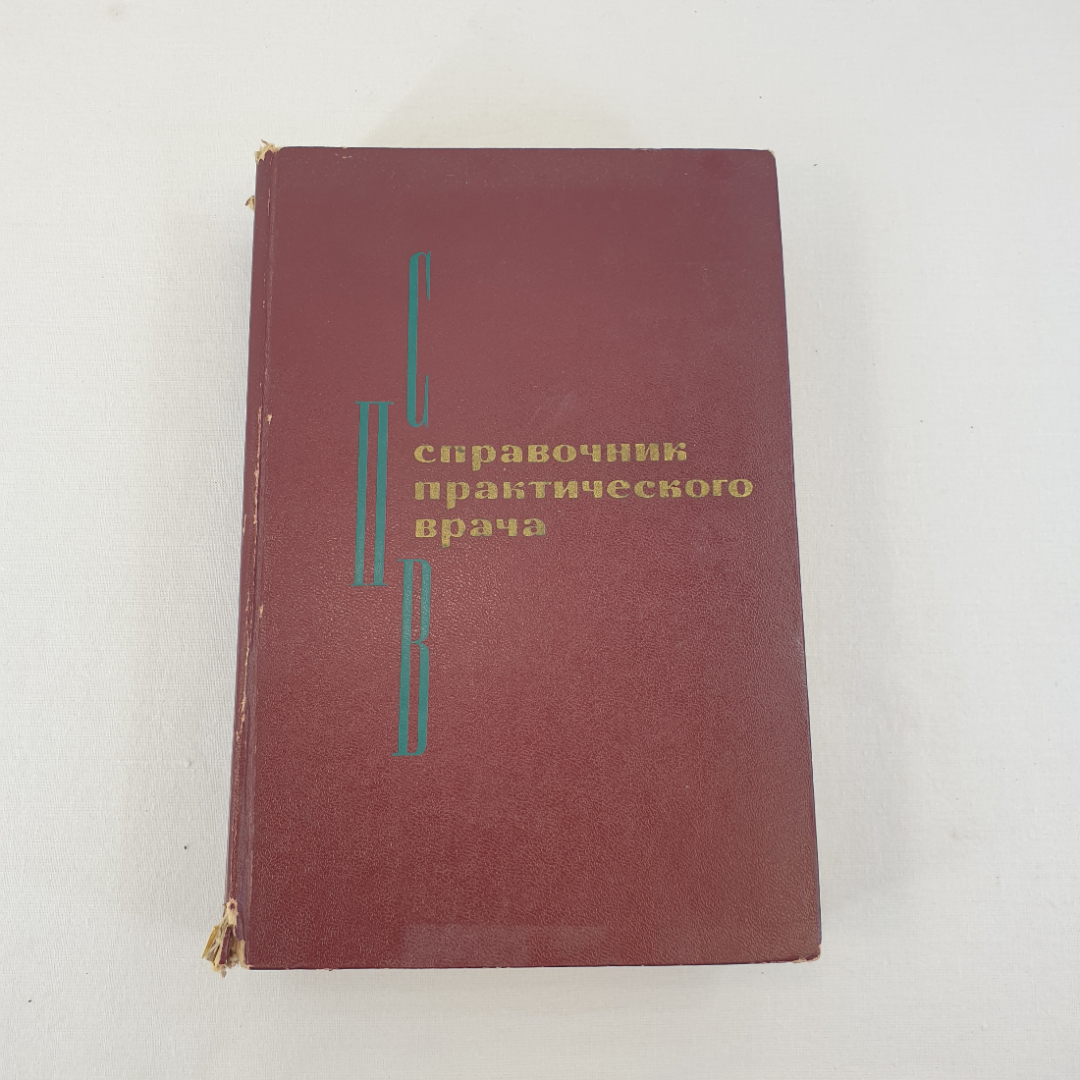 С
П
В
справочник
практического
врача